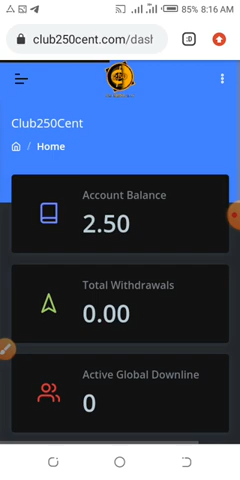 85% 8:16 AM
club250cent.com/dash
:D
Club250Cent
/ Home
Account Balance
2.50
Total Withdrawals
0.00
Active Global Downline
0